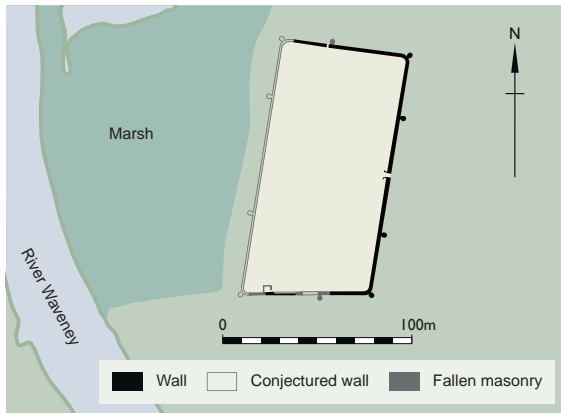 N
Marsh
River Waveney
0 100m
Wall Conjectured wall Fallen masonry